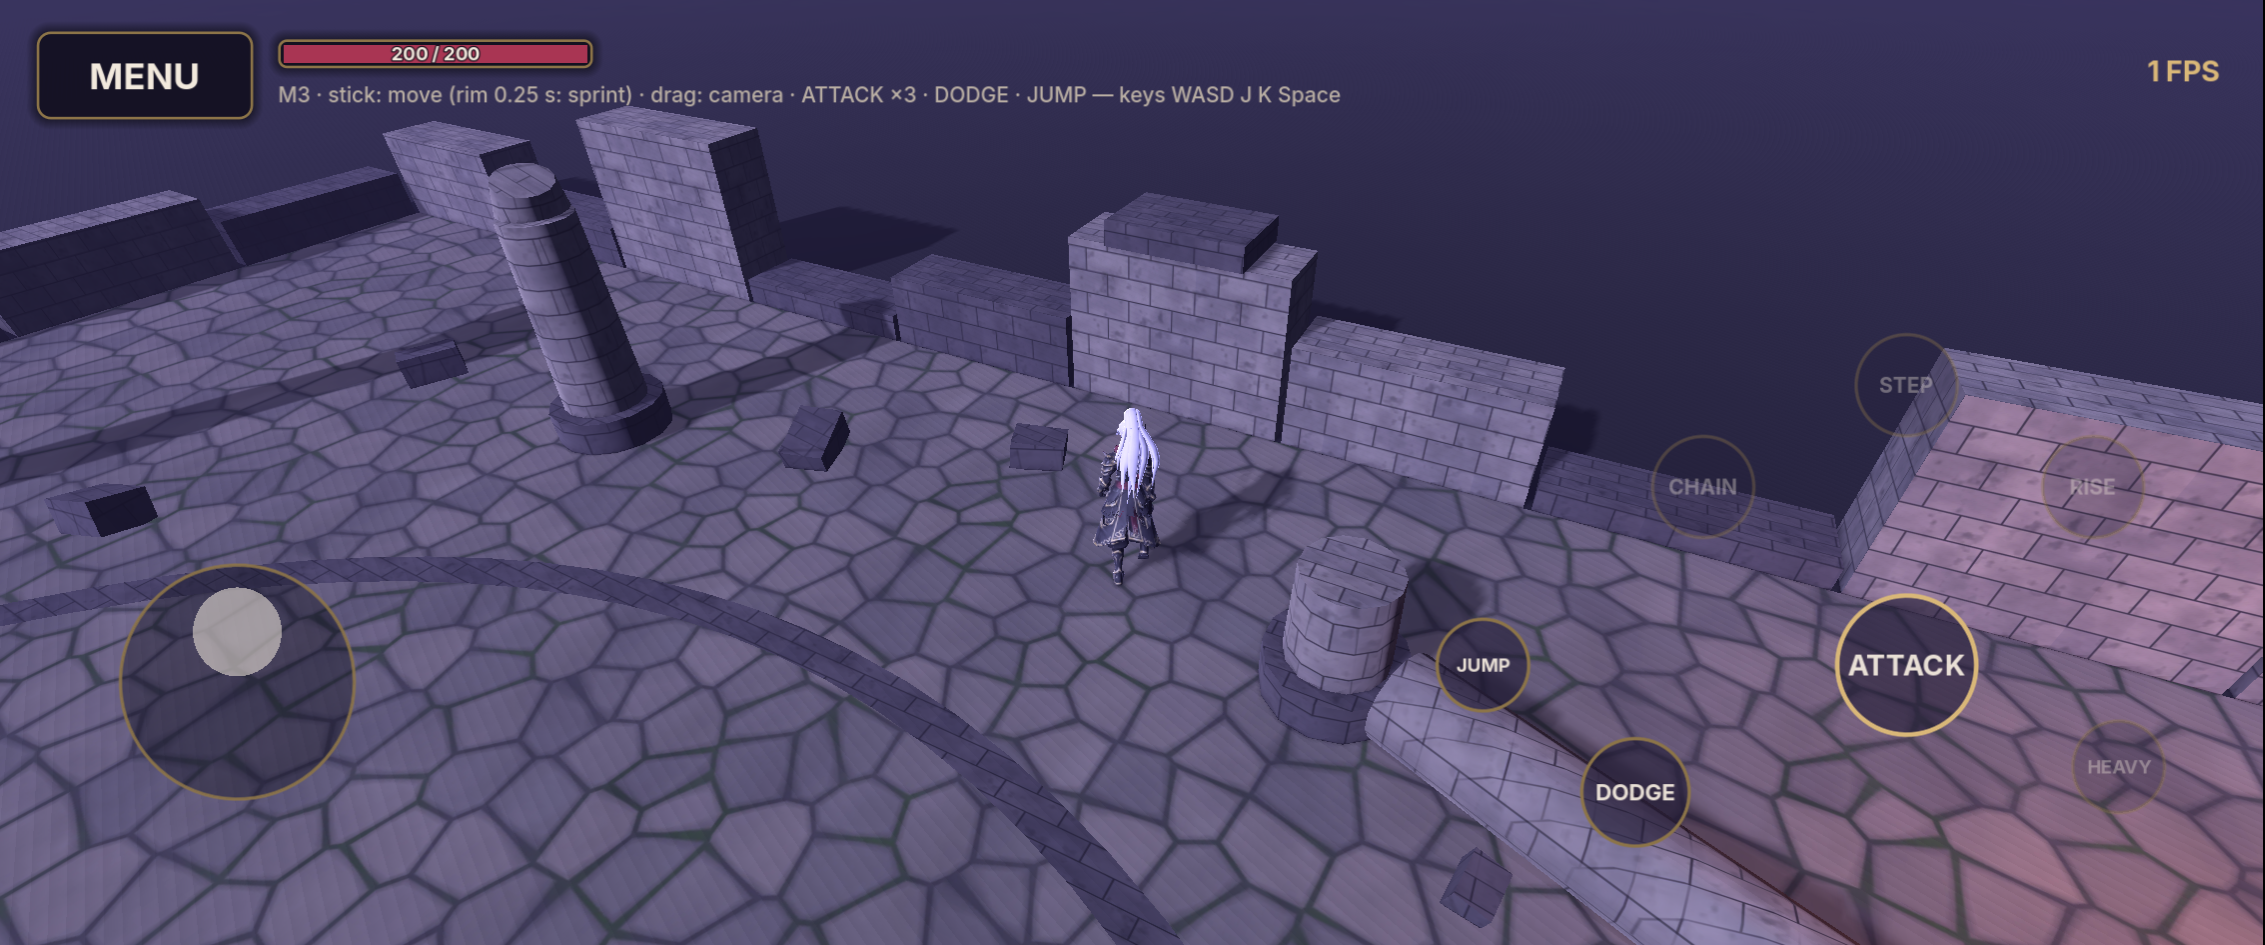 MENU
200 / 200
1 FPS
M3 · stick: move (rim 0.25 s: sprint) · drag: camera · ATTACK ×3 · DODGE · JUMP — keys WASD J K Space
STEP
CHAIN
RISE
JUMP
ATTACK
HEAVY
DODGE